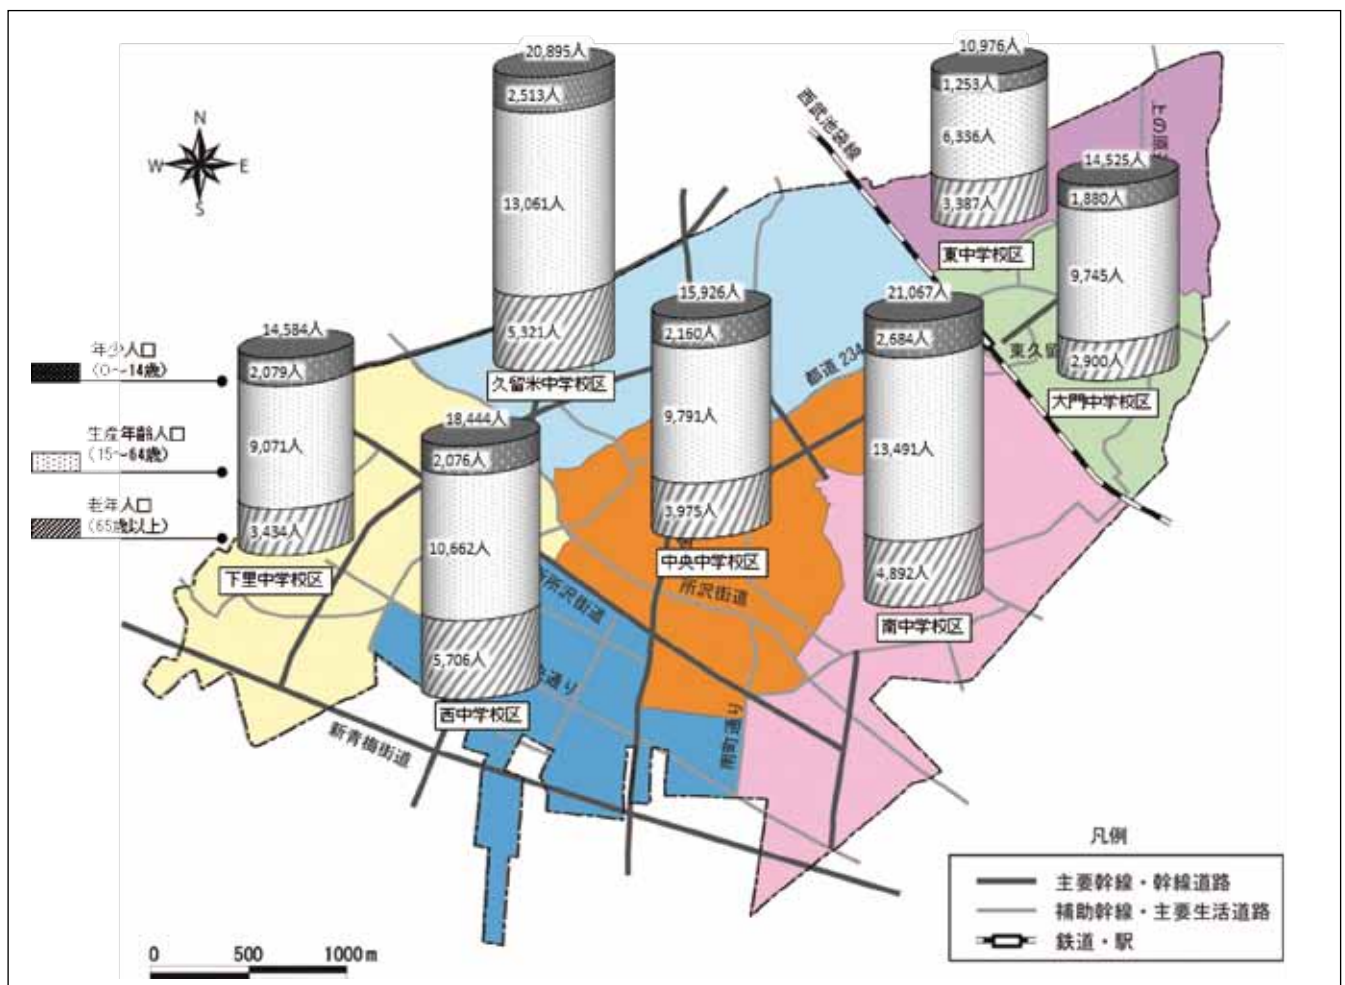 20,895人
2,513人
13,061人
5,321人
久留米中学校区
10,976人
1,253人
6,336人
3,387人
東中学校区
14,525人
1,880人
9,745人
2,900人
大門中学校区
14,584人
2,079人
9,071人
3,434人
下里中学校区
18,444人
2,076人
10,662人
5,706人
西中学校区
15,926人
2,160人
9,791人
3,975人
中央中学校区
21,067人
2,684人
13,491人
4,892人
南中学校区
N
W
E
S
年少人口
(0~14歳)
生産年齢人口
(15~64歳)
老年人口
(65歳以上)
西武池袋線
都道 234
東久留
所沢街道
所沢街道
通り
新青梅街道
南町通り
0 500 1000m
凡例
主要幹線・幹線道路
補助幹線・主要生活道路
鉄道・駅